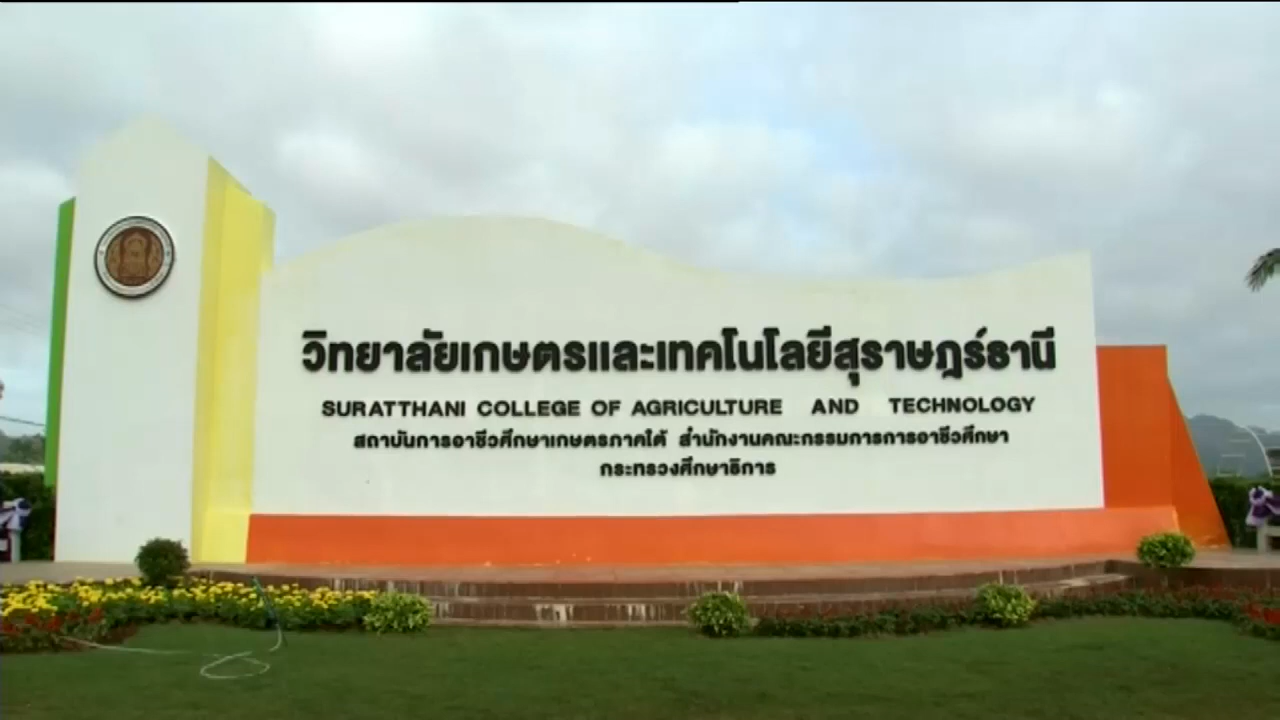 วิทยาลัยเกษตรและเทคโนโลยีสุราษฎร์ธานี
SURATTHANI COLLEGE OF AGRICULTURE AND TECHNOLOGY
สถาบันการอาชีวศึกษาเกษตรภาคใต้ สำนักงานคณะกรรมการการอาชีวศึกษา
กระทรวงศึกษาธิการ